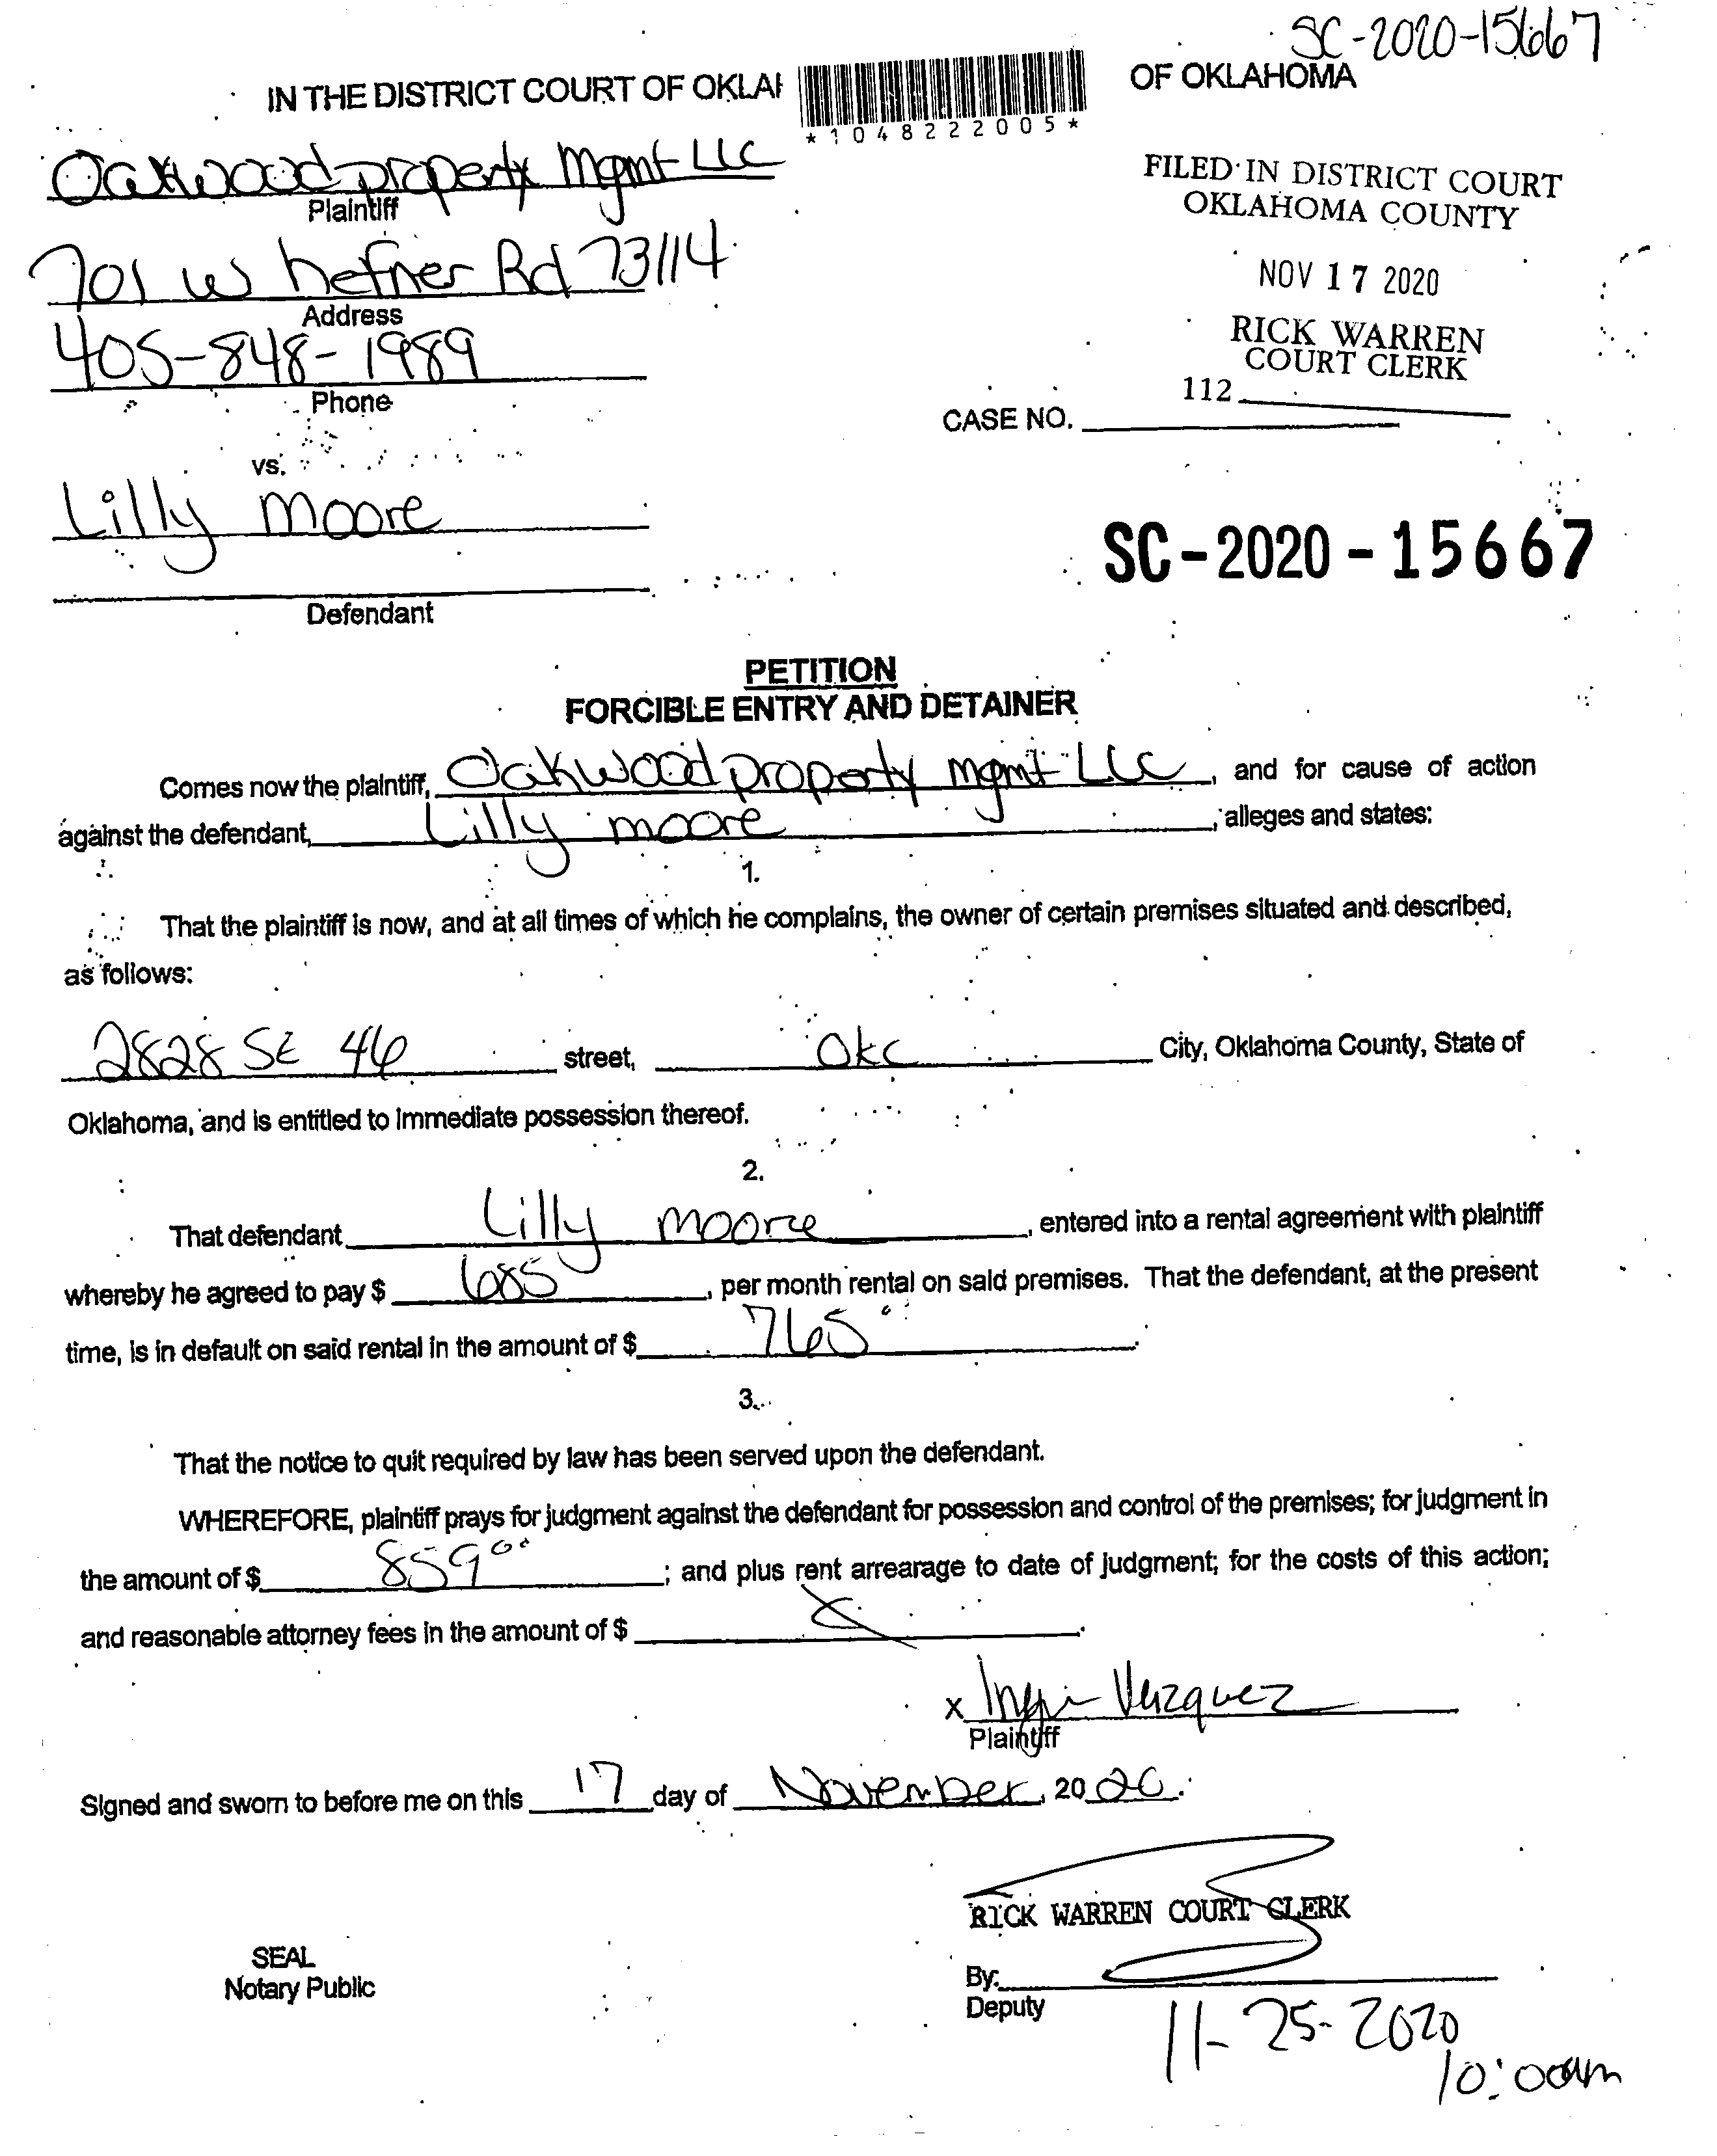 SC-2020-15667
IN THE DISTRICT COURT OF OKLAH OF OKLAHOMA
*1048222005*
Oakwood property Mgmt LLC
Plaintiff
FILED IN DISTRICT COURT
OKLAHOMA COUNTY
701 W hefner Rd 73114
Address
NOV 17 2020
405-848-1989
Phone
RICK WARREN
COURT CLERK
112
CASE NO.
vs.
Lilly moore
SC-2020-15667
Defendant
PETITION
FORCIBLE ENTRY AND DETAINER
Comes now the plaintiff, Oakwood property mgmt LLC, and for cause of action
against the defendant, Lilly moore, alleges and states:
1.
That the plaintiff is now, and at all times of which he complains, the owner of certain premises situated and described,
as follows:
2828 SE 46 street, OKC City, Oklahoma County, State of
Oklahoma, and is entitled to immediate possession thereof.
2.
That defendant Lilly moore, entered into a rental agreement with plaintiff
whereby he agreed to pay $ 685, per month rental on said premises. That the defendant, at the present
time, is in default on said rental in the amount of $ 765.
3.
That the notice to quit required by law has been served upon the defendant.
WHEREFORE, plaintiff prays for judgment against the defendant for possession and control of the premises; for judgment in
the amount of $ 859 00; and plus rent arrearage to date of judgment; for the costs of this action;
and reasonable attorney fees in the amount of $
x Vazquez
Plaintiff
Signed and sworn to before me on this 17 day of November, 2020.
RICK WARREN COURT CLERK
SEAL
Notary Public
By:
Deputy
11-25-2020
10:00am